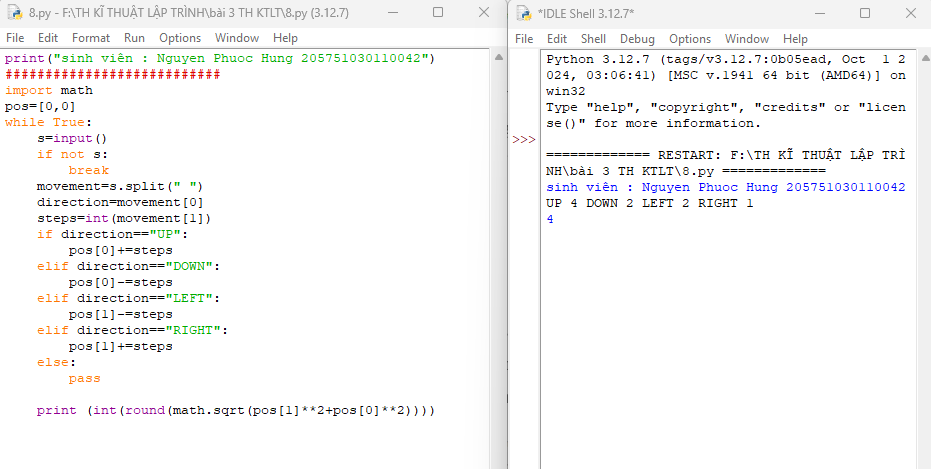 8.py - F:\TH KĨ THUẬT LẬP TRÌNH\bài 3 TH KTLT\8.py (3.12.7)
File Edit Format Run Options Window Help
print("sinh viên : Nguyen Phuoc Hung 205751030110042")
###########################
import math
pos=[0,0]
while True:
    s=input()
    if not s:
        break
    movement=s.split(" ")
    direction=movement[0]
    steps=int(movement[1])
    if direction=="UP":
        pos[0]+=steps
    elif direction=="DOWN":
        pos[0]-=steps
    elif direction=="LEFT":
        pos[1]-=steps
    elif direction=="RIGHT":
        pos[1]+=steps
    else:
        pass
    print (int(round(math.sqrt(pos[1]**2+pos[0]**2))))
*IDLE Shell 3.12.7*
File Edit Shell Debug Options Window Help
Python 3.12.7 (tags/v3.12.7:0b05ead, Oct  1 2
024, 03:06:41) [MSC v.1941 64 bit (AMD64)] on
win32
Type "help", "copyright", "credits" or "licen
se()" for more information.
>>>
============= RESTART: F:\TH KĨ THUẬT LẬP TRÌ
NH\bài 3 TH KTLT\8.py =============
sinh viên : Nguyen Phuoc Hung 205751030110042
UP 4 DOWN 2 LEFT 2 RIGHT 1
4